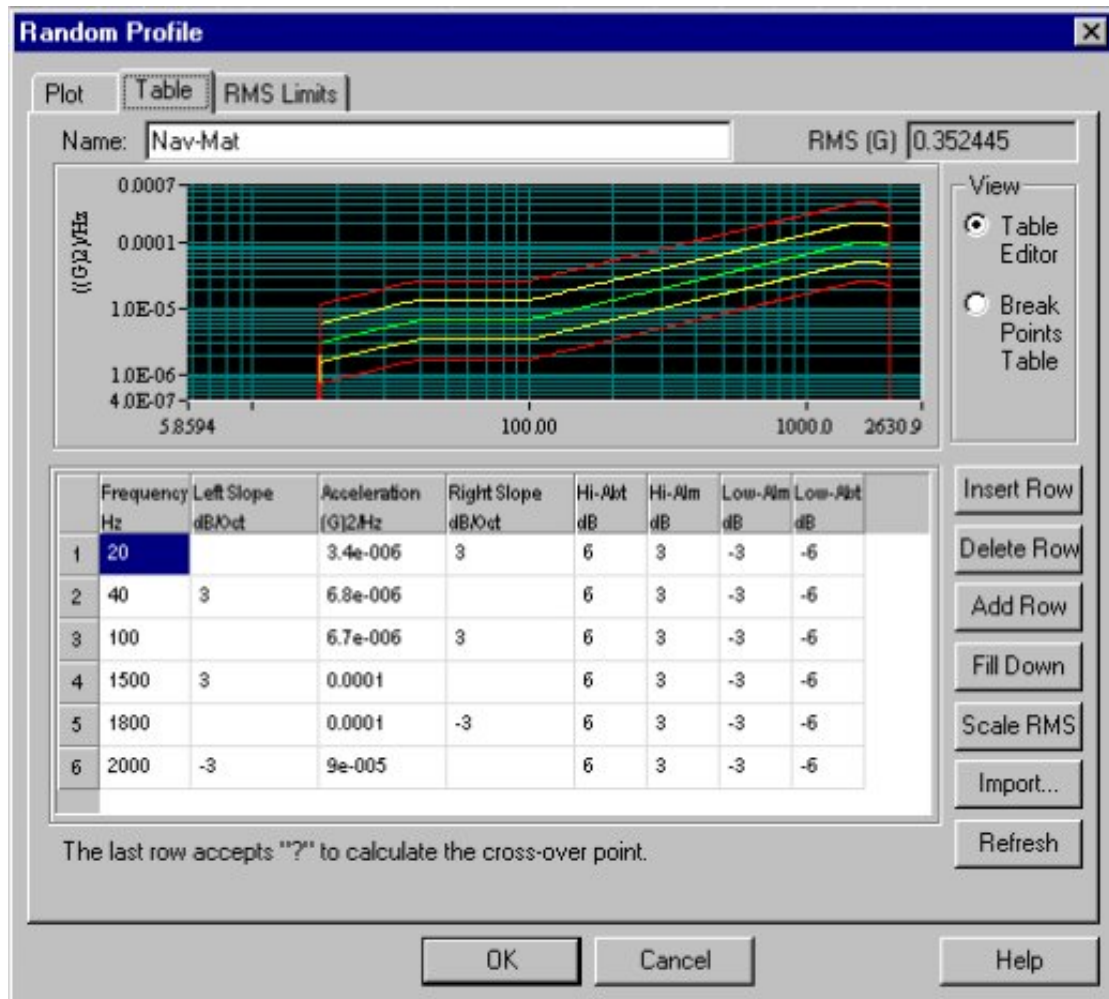 Random Profile
Plot Table RMS Limits
Name: Nav-Mat RMS (G) 0.352445
0.0007
0.0001
1.0E-05
1.0E-06
4.0E-07
((G)2)/Hz
5.8594 100.00 1000.0 2630.9
View
Table Editor
Break Points Table
Frequency Left Slope Acceleration Right Slope Hi-Abt Hi-Alm Low-Alm Low-Abt
Hz dB/Oct (G)2/Hz dB/Oct dB dB dB dB
1 20 3.4e-006 3 6 3 -3 -6
2 40 3 6.8e-006 6 3 -3 -6
3 100 6.7e-006 3 6 3 -3 -6
4 1500 3 0.0001 6 3 -3 -6
5 1800 0.0001 -3 6 3 -3 -6
6 2000 -3 9e-005 6 3 -3 -6
Insert Row
Delete Row
Add Row
Fill Down
Scale RMS
Import...
Refresh
The last row accepts "?" to calculate the cross-over point.
OK Cancel Help